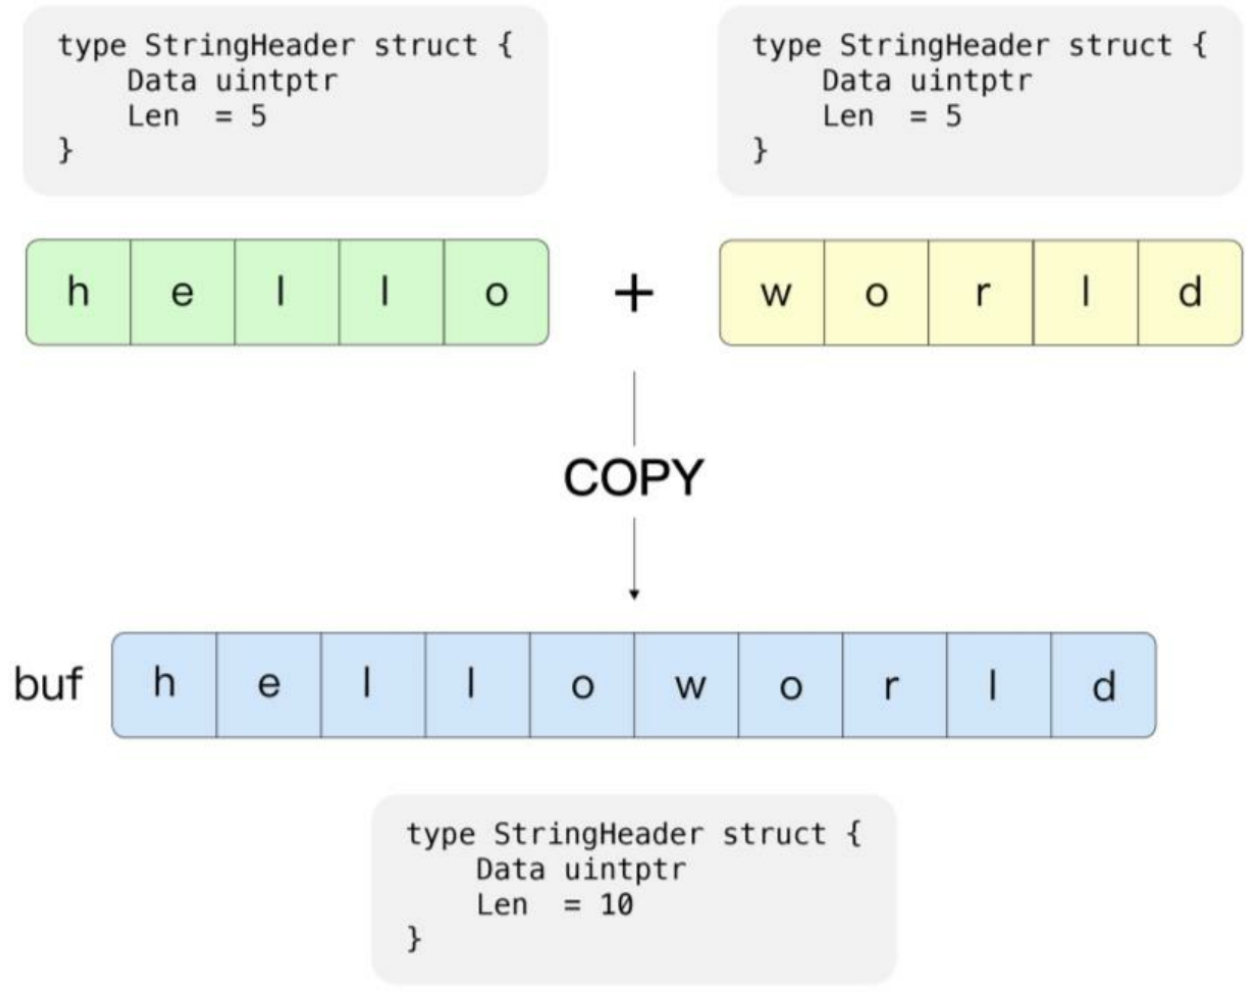 type StringHeader struct {
    Data uintptr
    Len  = 5
}
type StringHeader struct {
    Data uintptr
    Len  = 5
}
h e l l o + w o r l d
COPY
buf h e l l o w o r l d
type StringHeader struct {
    Data uintptr
    Len  = 10
}